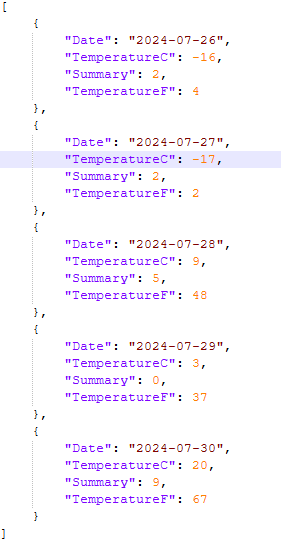 [
    {
        "Date": "2024-07-26",
        "TemperatureC": -16,
        "Summary": 2,
        "TemperatureF": 4
    },
    {
        "Date": "2024-07-27",
        "TemperatureC": -17,
        "Summary": 2,
        "TemperatureF": 2
    },
    {
        "Date": "2024-07-28",
        "TemperatureC": 9,
        "Summary": 5,
        "TemperatureF": 48
    },
    {
        "Date": "2024-07-29",
        "TemperatureC": 3,
        "Summary": 0,
        "TemperatureF": 37
    },
    {
        "Date": "2024-07-30",
        "TemperatureC": 20,
        "Summary": 9,
        "TemperatureF": 67
    }
]